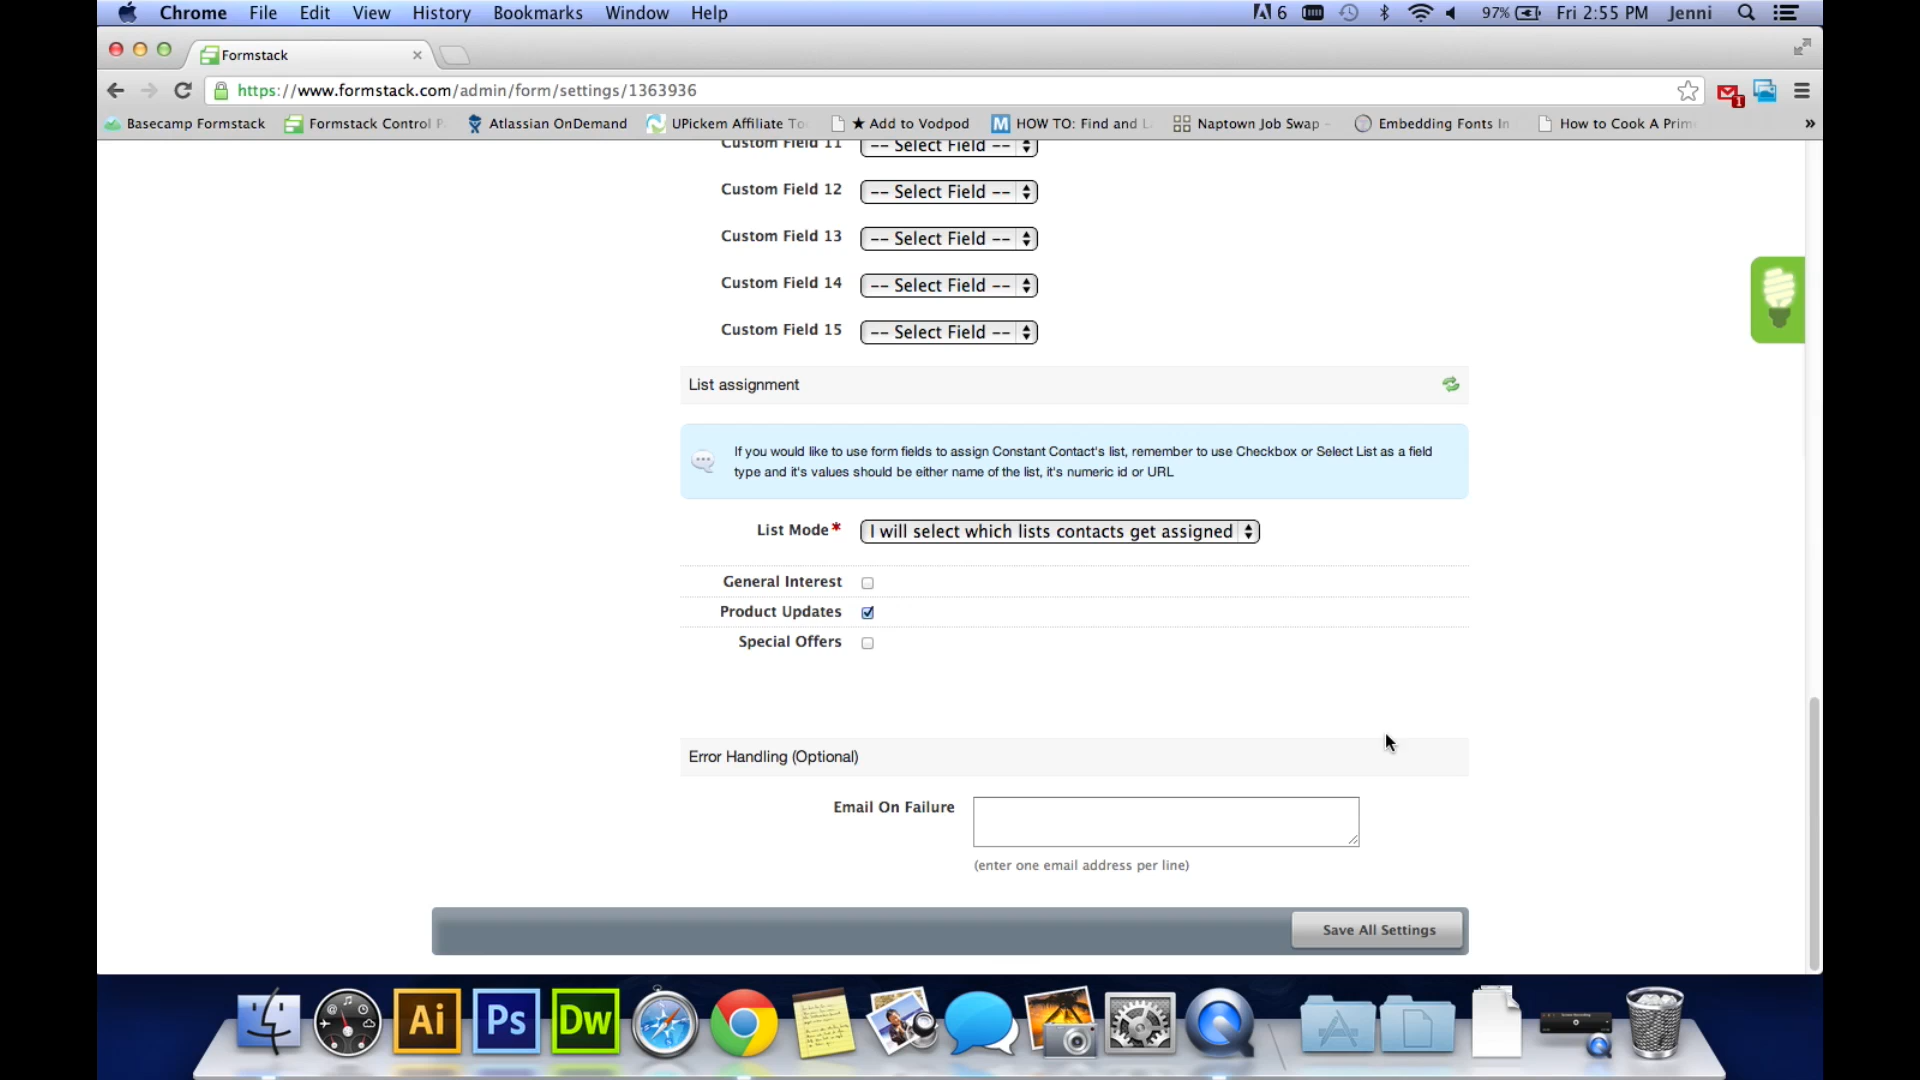 Chrome File Edit View History Bookmarks Window Help 6 97% Fri 2:55 PM Jenni
Formstack
https://www.formstack.com/admin/form/settings/1363936
1
Basecamp Formstack Formstack Control Atlassian OnDemand UPickem Affiliate ★ Add to Vodpod M HOW TO: Find and Naptown Job Swap Embedding Fonts In How to Cook A Prim »
Custom Field 11 -- Select Field --
Custom Field 12 -- Select Field --
Custom Field 13 -- Select Field --
Custom Field 14 -- Select Field --
Custom Field 15 -- Select Field --
List assignment
If you would like to use form fields to assign Constant Contact's list, remember to use Checkbox or Select List as a field
type and it's values should be either name of the list, it's numeric id or URL
List Mode* I will select which lists contacts get assigned
General Interest
Product Updates
Special Offers
Error Handling (Optional)
Email On Failure
(enter one email address per line)
Save All Settings
Ai Ps Dw